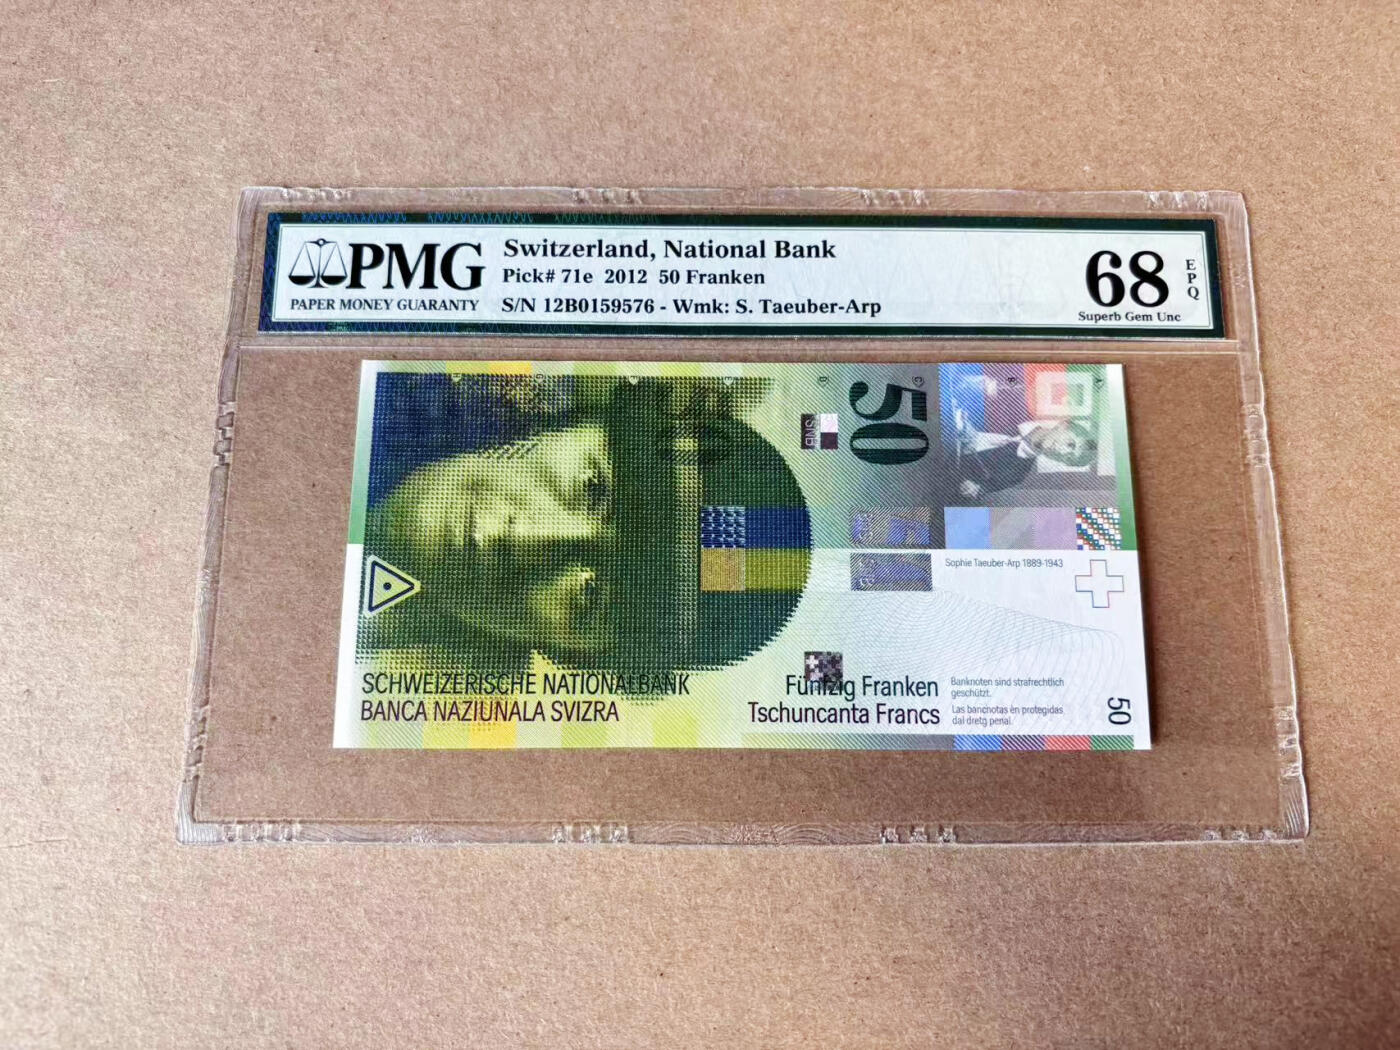 PMG
PAPER MONEY GUARANTY
Switzerland, National Bank
Pick# 71e 2012 50 Franken
S/N 12B0159576 - Wmk: S. Taeuber-Arp
68
EPQ
Superb Gem Unc
50
SNB
Sophie Taeuber-Arp 1889-1943
SCHWEIZERISCHE NATIONALBANK
BANCA NAZIUNALA SVIZRA
Fünfzig Franken
Tschuncanta Francs
Banknoten sind strafrechtlich
geschützt.
Las bancnotas èn protegidas
dal dretg penal.
50